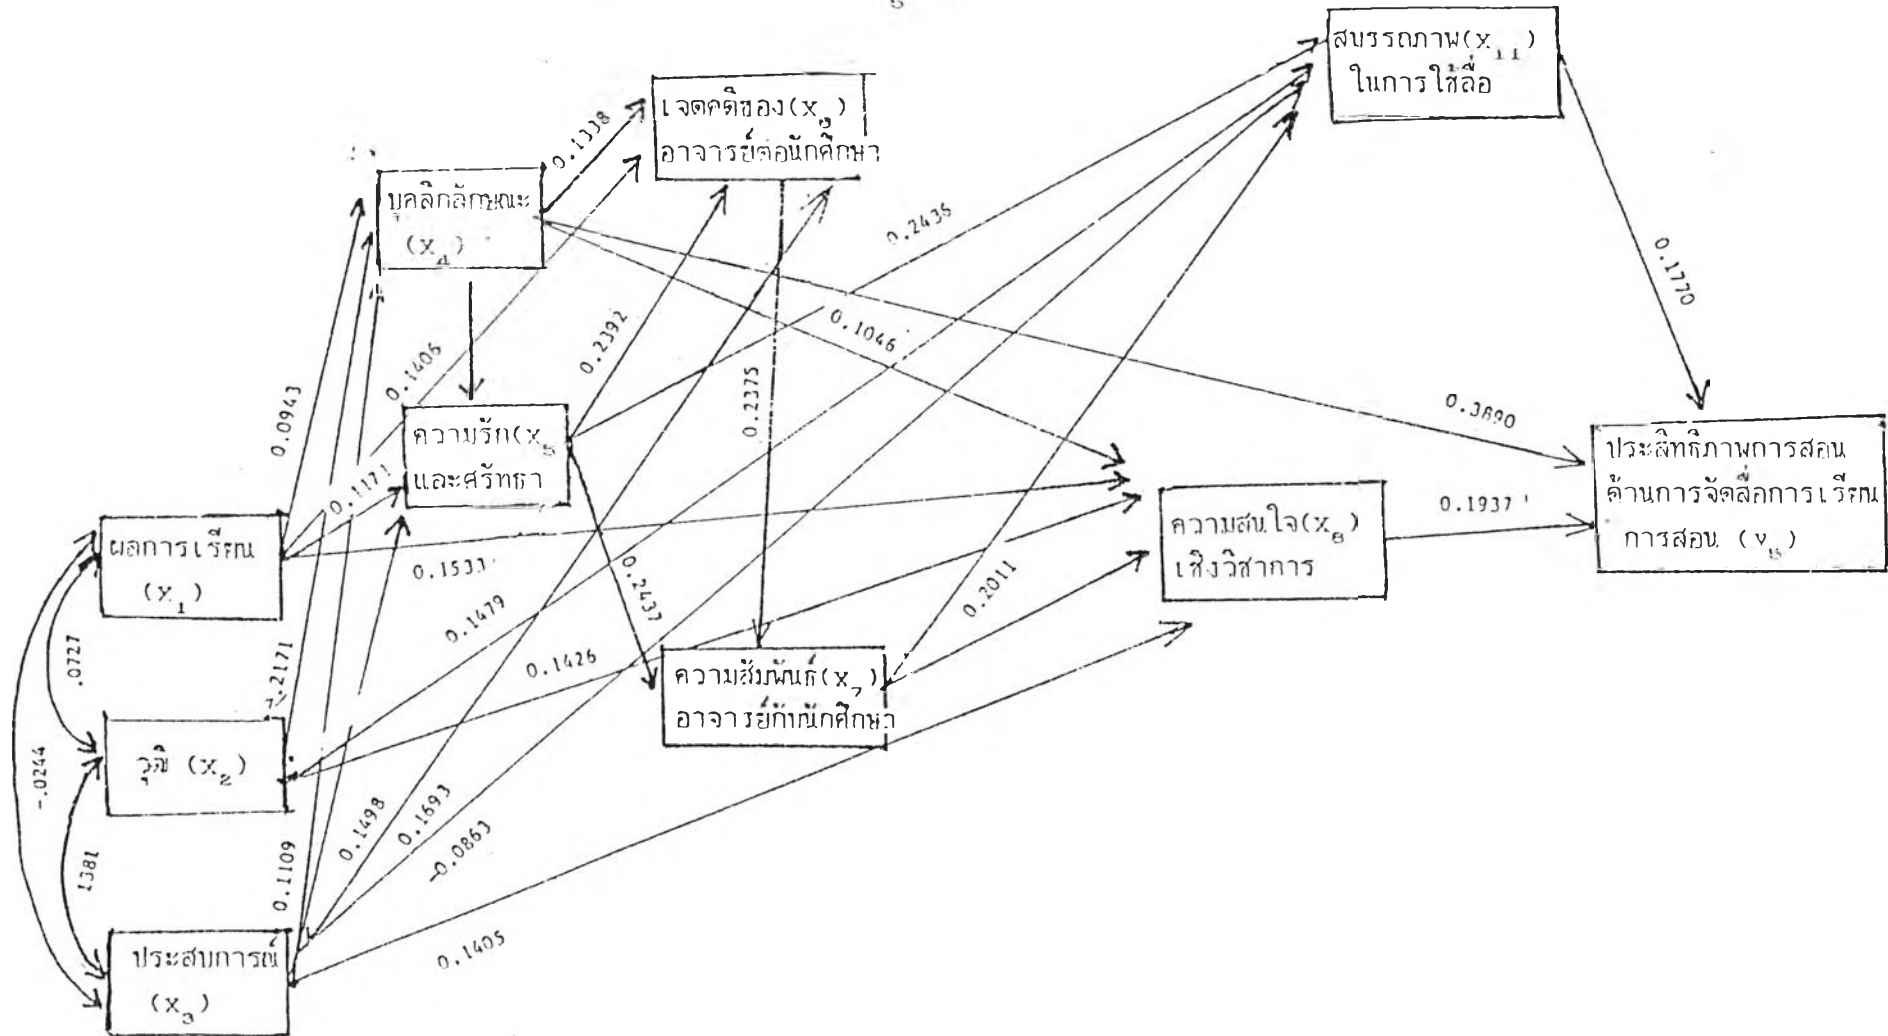 สบรรถภาพ(X₁₁)
ในการใช้สื่อ
เจตคติของ(X₆)
อาจารย์ต่อนักศึกษา
0.1338
บุคลิกลักษณะ
(X₄)
0.2436
0.1770
0.1046
0.2392
0.1406
0.2375
0.0943
0.3890
ความรัก(X₅
และศรัทธา
ประสิทธิภาพการสอน
ด้านการจัดสื่อการเรียน
การสอน
0.1171
0.1937
ความสนใจ(X₈)
เชิงวิชาการ
ผลการเรียน
(X₁)
0.1533
0.2437
0.2011
0.1479
0.1426
.0727
.2171
ความสัมพันธ์(X₇)
อาจารย์กับนักศึกษา
วุฒิ (X₂)
-.0244
0.1498
0.1693
-0.0863
1381
0.1109
0.1405
ประสบการณ์
(X₃)